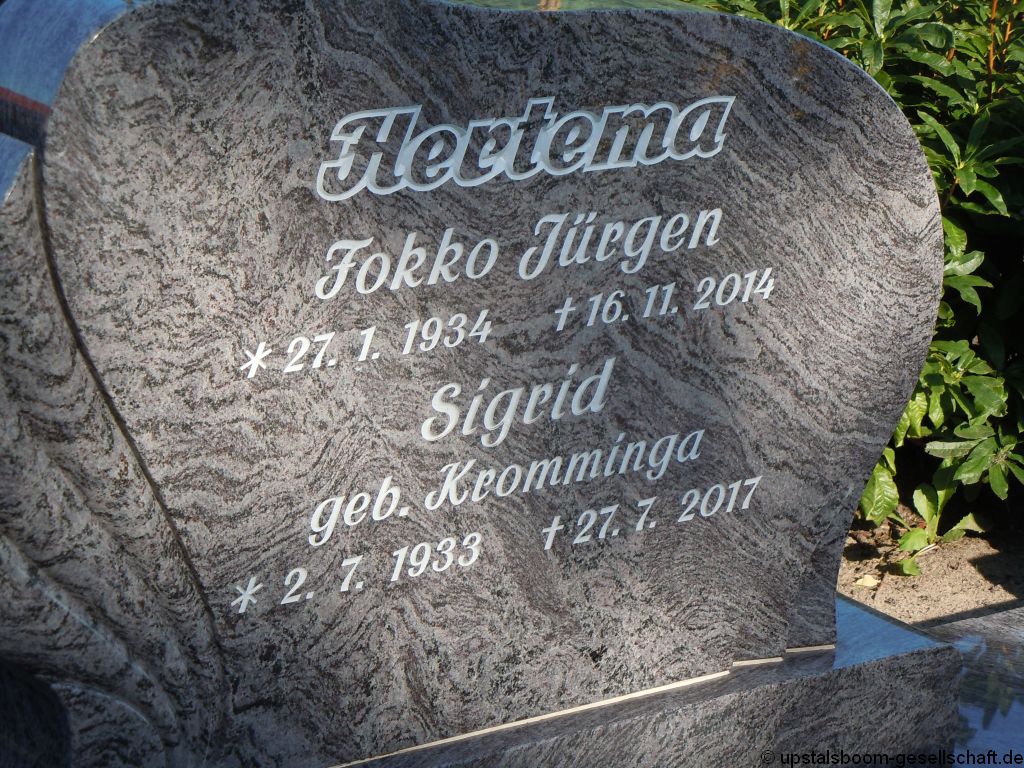 Hertema
Fokko Jürgen
* 27. 1. 1934 † 16. 11. 2014
Sigrid
geb. Kromminga
* 2. 7. 1933 † 27. 7. 2017
© upstalsboom-gesellschaft.de